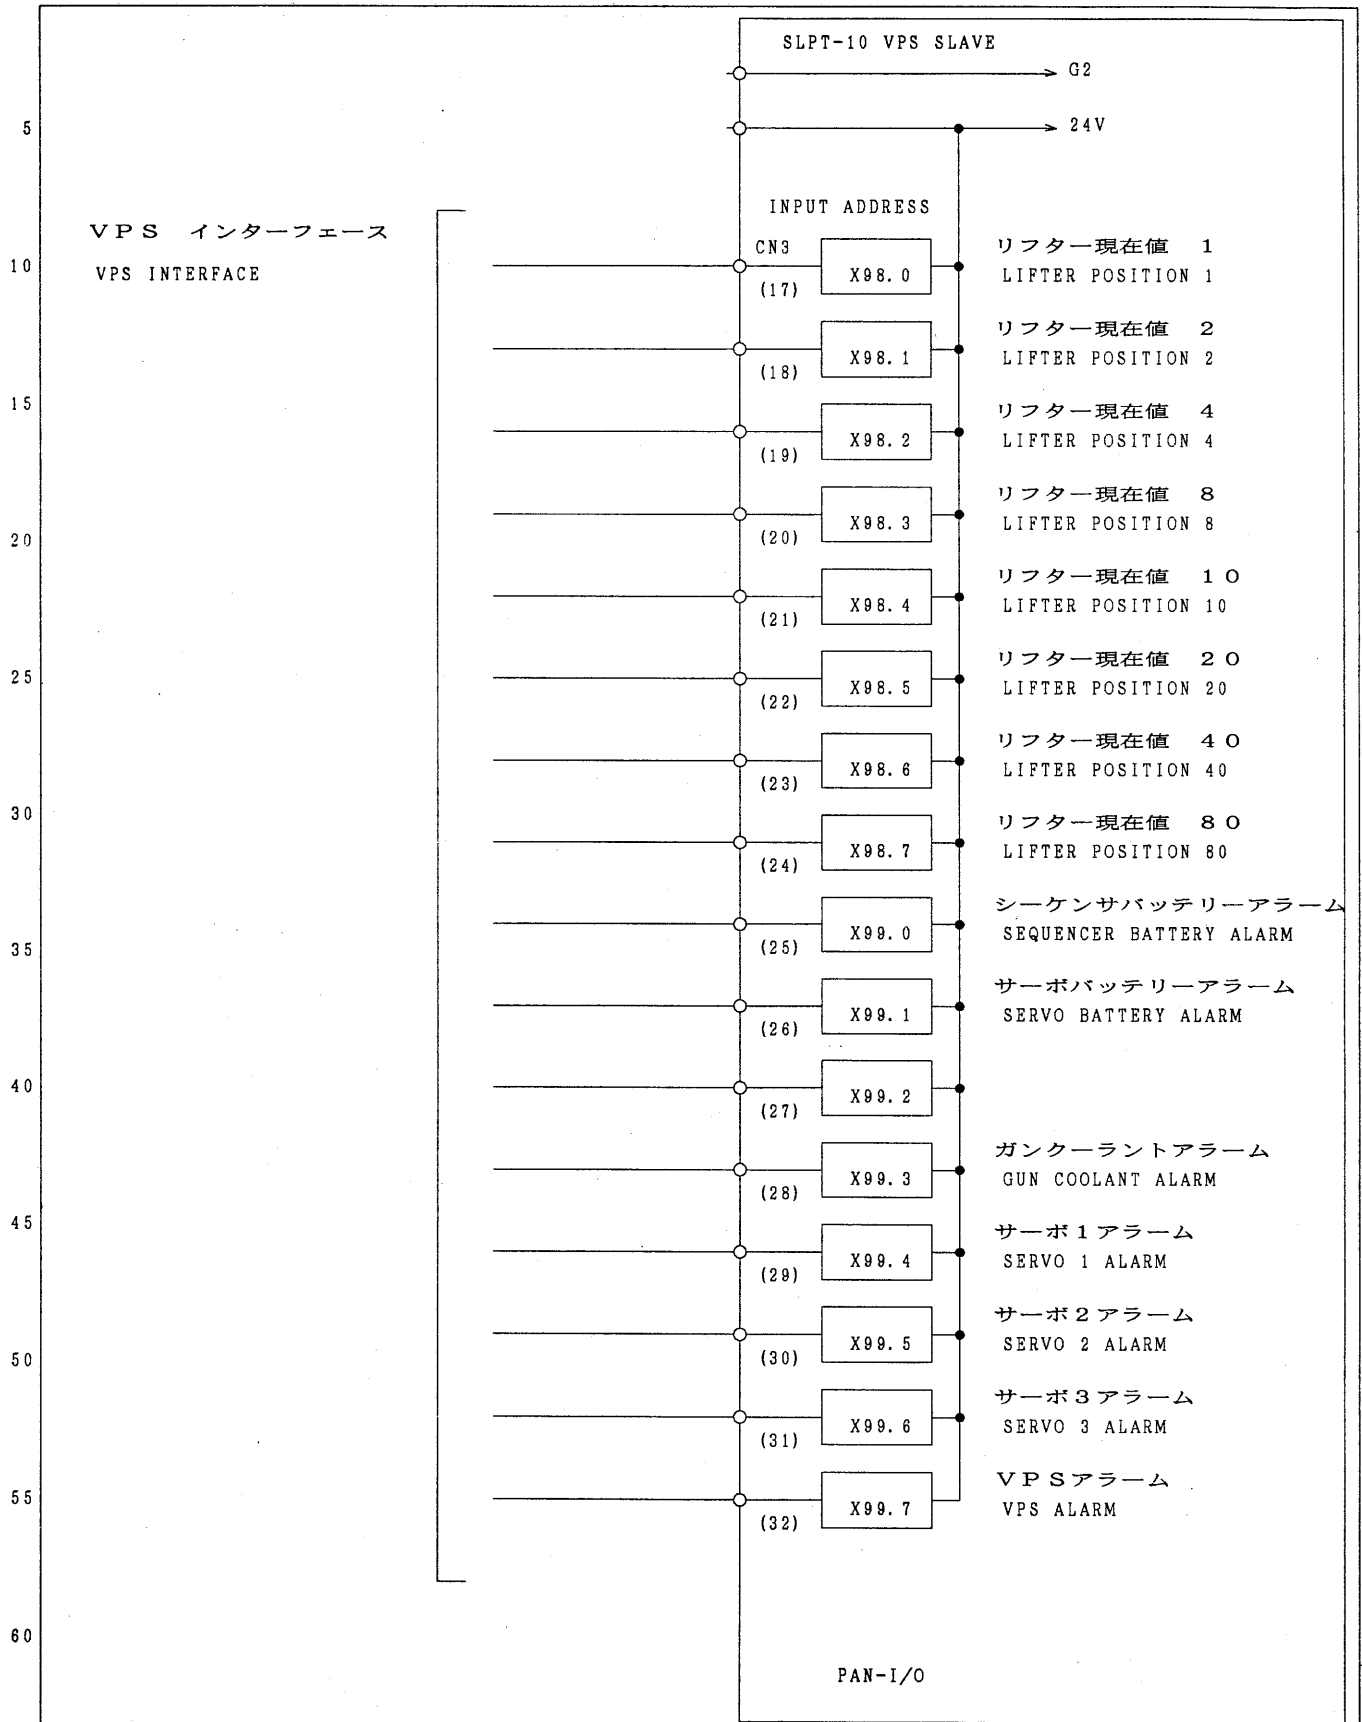 SLPT-10 VPS SLAVE
G2
5
24V
INPUT ADDRESS
VPS インターフェース
VPS INTERFACE
10
CN3
(17)
X98.0
リフター現在値 1
LIFTER POSITION 1
(18)
X98.1
リフター現在値 2
LIFTER POSITION 2
15
(19)
X98.2
リフター現在値 4
LIFTER POSITION 4
20
(20)
X98.3
リフター現在値 8
LIFTER POSITION 8
(21)
X98.4
リフター現在値 10
LIFTER POSITION 10
25
(22)
X98.5
リフター現在値 20
LIFTER POSITION 20
(23)
X98.6
リフター現在値 40
LIFTER POSITION 40
30
(24)
X98.7
リフター現在値 80
LIFTER POSITION 80
35
(25)
X99.0
シーケンサバッテリーアラーム
SEQUENCER BATTERY ALARM
(26)
X99.1
サーボバッテリーアラーム
SERVO BATTERY ALARM
40
(27)
X99.2
(28)
X99.3
ガンクーラントアラーム
GUN COOLANT ALARM
45
(29)
X99.4
サーボ1アラーム
SERVO 1 ALARM
50
(30)
X99.5
サーボ2アラーム
SERVO 2 ALARM
(31)
X99.6
サーボ3アラーム
SERVO 3 ALARM
55
(32)
X99.7
VPSアラーム
VPS ALARM
60
PAN-I/O